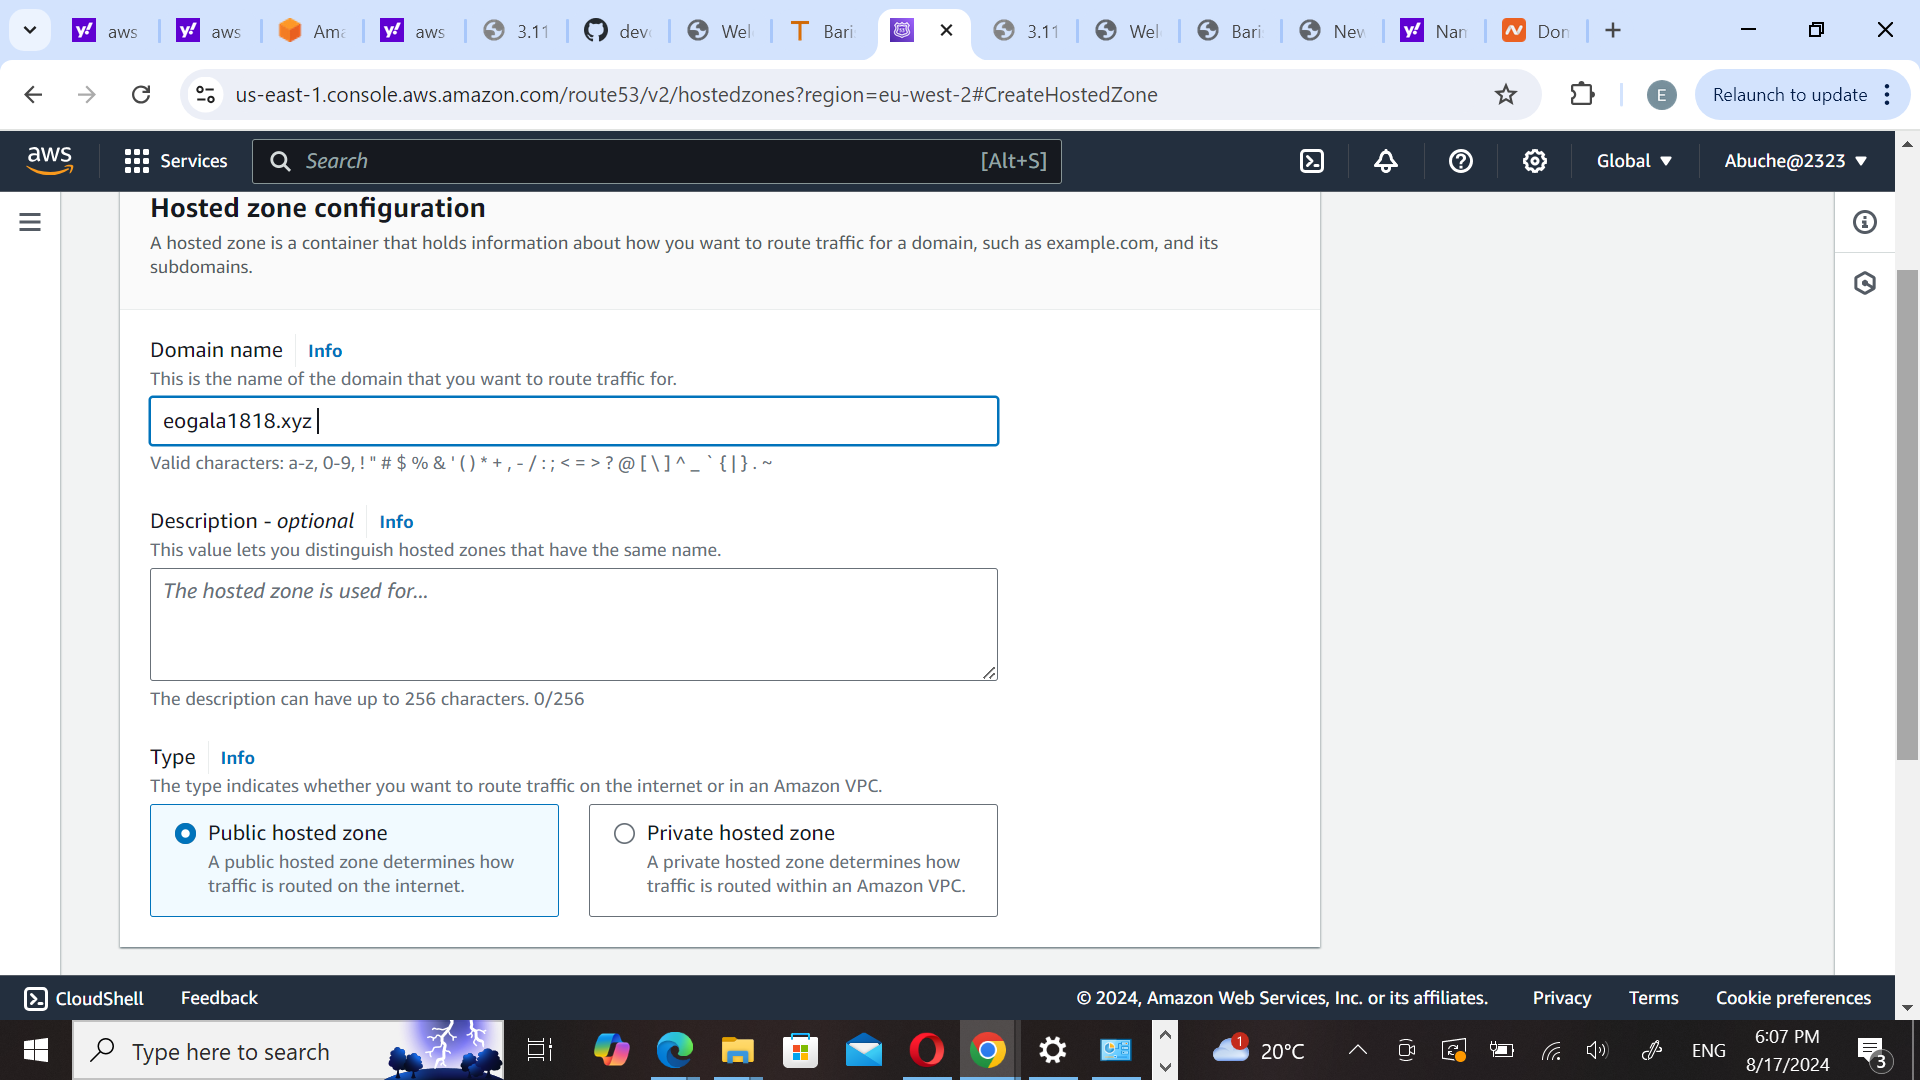 aws
aws
Ama
aws
3.11
dev
Wel
T Bari
3.11
Wel
Bari
New
Nan
Don
us-east-1.console.aws.amazon.com/route53/v2/hostedzones?region=eu-west-2#CreateHostedZone
E
Relaunch to update
aws
Services
Search
[Alt+S]
Global
Abuche@2323
Hosted zone configuration
A hosted zone is a container that holds information about how you want to route traffic for a domain, such as example.com, and its
subdomains.
Domain name
Info
This is the name of the domain that you want to route traffic for.
eogala1818.xyz
Valid characters: a-z, 0-9, ! " # $ % & ' ( ) * + , - / : ; < = > ? @ [ \ ] ^ _ ` { | } . ~
Description - optional
Info
This value lets you distinguish hosted zones that have the same name.
The hosted zone is used for...
The description can have up to 256 characters. 0/256
Type
Info
The type indicates whether you want to route traffic on the internet or in an Amazon VPC.
Public hosted zone
A public hosted zone determines how
traffic is routed on the internet.
Private hosted zone
A private hosted zone determines how
traffic is routed within an Amazon VPC.
CloudShell
Feedback
© 2024, Amazon Web Services, Inc. or its affiliates.
Privacy
Terms
Cookie preferences
Type here to search
1
20°C
ENG
6:07 PM
8/17/2024
3